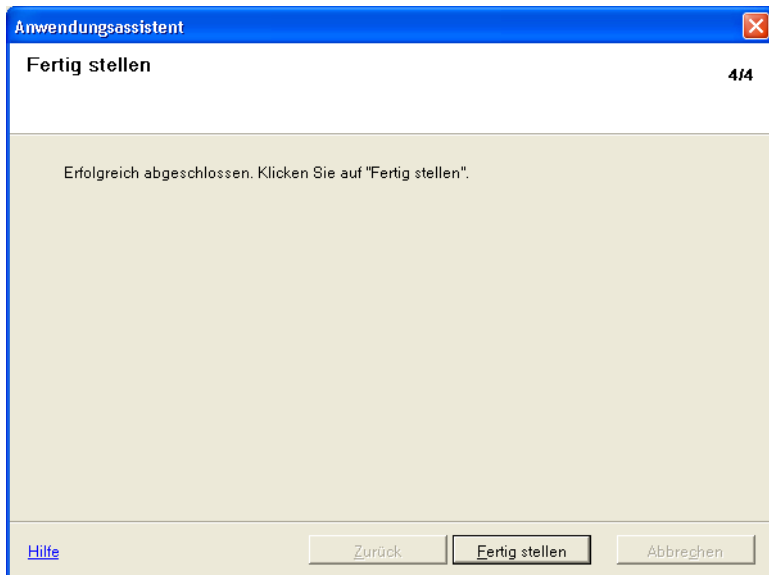 Anwendungsassistent
Fertig stellen
4/4
Erfolgreich abgeschlossen. Klicken Sie auf "Fertig stellen".
Hilfe
Zurück
Fertig stellen
Abbrechen